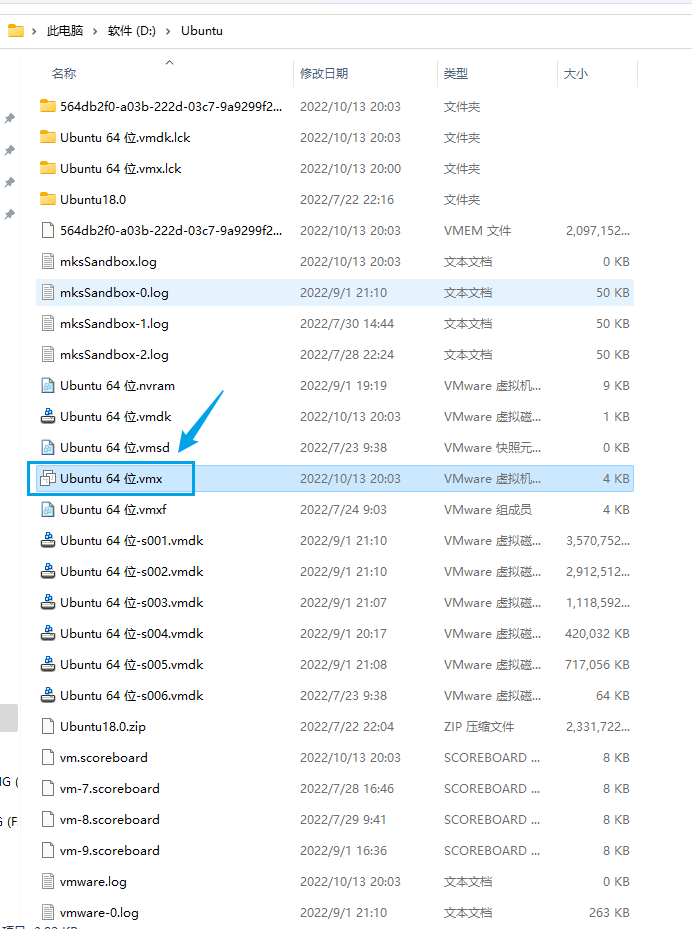 此电脑 > 软件 (D:) > Ubuntu
名称 修改日期 类型 大小
564db2f0-a03b-222d-03c7-9a9299f2... 2022/10/13 20:03 文件夹
Ubuntu 64 位.vmdk.lck 2022/10/13 20:03 文件夹
Ubuntu 64 位.vmx.lck 2022/10/13 20:00 文件夹
Ubuntu18.0 2022/7/22 22:16 文件夹
564db2f0-a03b-222d-03c7-9a9299f2... 2022/10/13 20:03 VMEM 文件 2,097,152...
mksSandbox.log 2022/10/13 20:03 文本文档 0 KB
mksSandbox-0.log 2022/9/1 21:10 文本文档 50 KB
mksSandbox-1.log 2022/7/30 14:44 文本文档 50 KB
mksSandbox-2.log 2022/7/28 22:24 文本文档 50 KB
Ubuntu 64 位.nvram 2022/9/1 19:19 VMware 虚拟机... 9 KB
Ubuntu 64 位.vmdk 2022/10/13 20:03 VMware 虚拟磁... 1 KB
Ubuntu 64 位.vmsd 2022/7/23 9:38 VMware 快照元... 0 KB
Ubuntu 64 位.vmx 2022/10/13 20:03 VMware 虚拟机... 4 KB
Ubuntu 64 位.vmxf 2022/7/24 9:03 VMware 组成员 4 KB
Ubuntu 64 位-s001.vmdk 2022/9/1 21:10 VMware 虚拟磁... 3,570,752...
Ubuntu 64 位-s002.vmdk 2022/9/1 21:10 VMware 虚拟磁... 2,912,512...
Ubuntu 64 位-s003.vmdk 2022/9/1 21:07 VMware 虚拟磁... 1,118,592...
Ubuntu 64 位-s004.vmdk 2022/9/1 20:17 VMware 虚拟磁... 420,032 KB
Ubuntu 64 位-s005.vmdk 2022/9/1 21:08 VMware 虚拟磁... 717,056 KB
Ubuntu 64 位-s006.vmdk 2022/7/23 9:38 VMware 虚拟磁... 64 KB
Ubuntu18.0.zip 2022/7/22 22:04 ZIP 压缩文件 2,331,722...
vm.scoreboard 2022/10/13 20:03 SCOREBOARD ... 8 KB
vm-7.scoreboard 2022/7/28 16:46 SCOREBOARD ... 8 KB
vm-8.scoreboard 2022/7/29 9:41 SCOREBOARD ... 8 KB
vm-9.scoreboard 2022/9/1 16:36 SCOREBOARD ... 8 KB
vmware.log 2022/10/13 20:03 文本文档 0 KB
vmware-0.log 2022/9/1 21:10 文本文档 263 KB